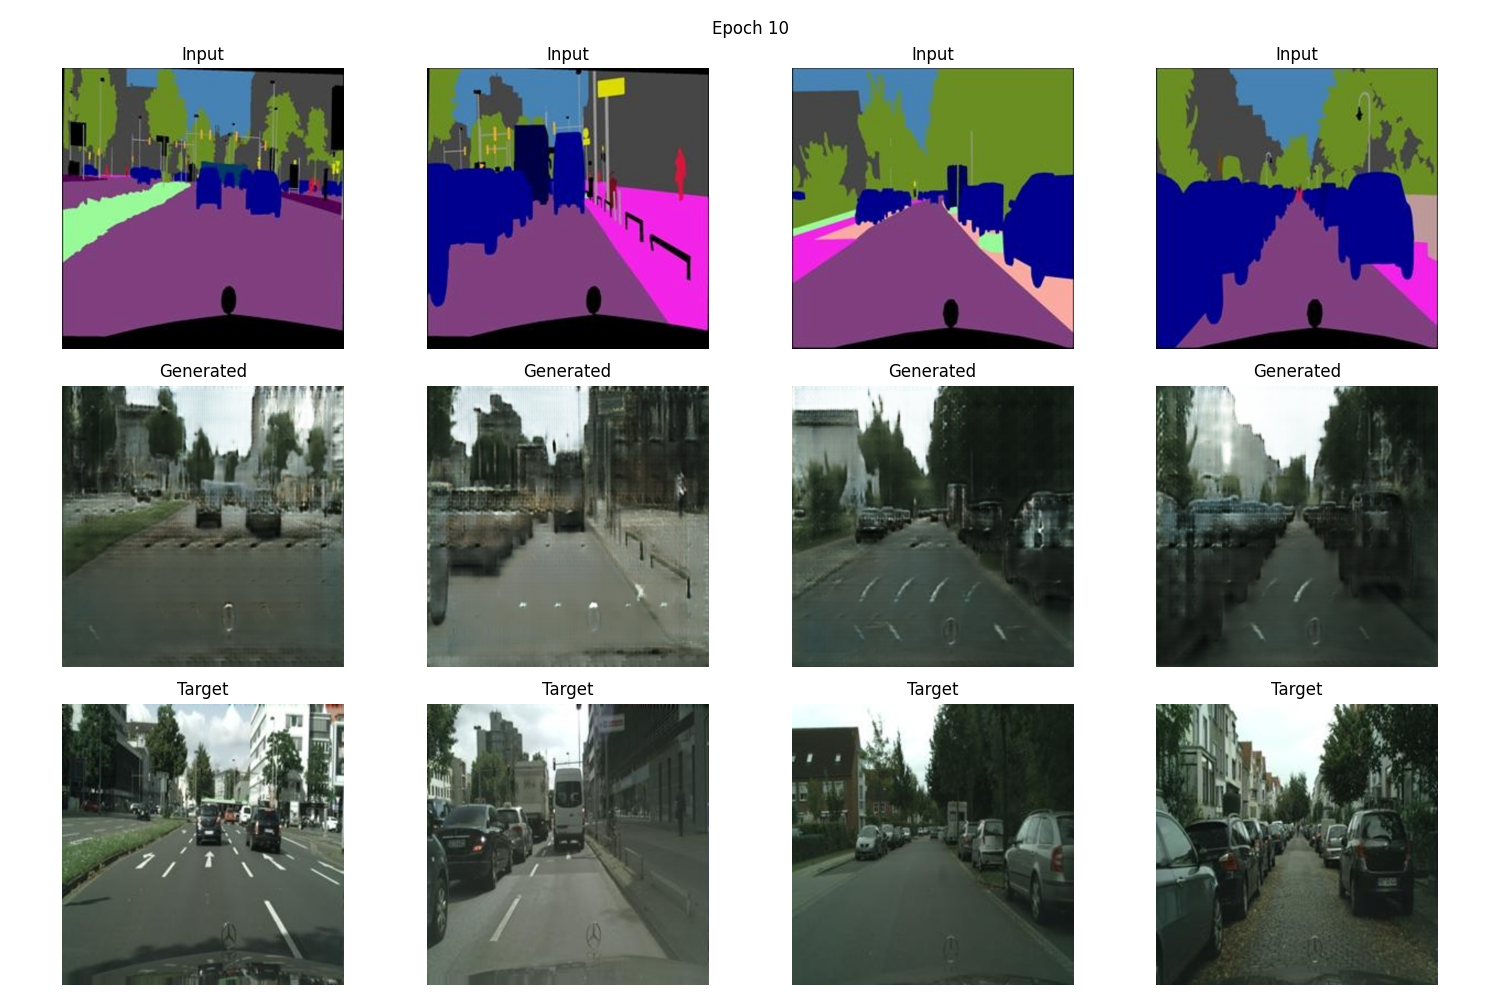 Epoch 10
Input
Input
Input
Input
Generated
Generated
Generated
Generated
Target
Target
Target
Target